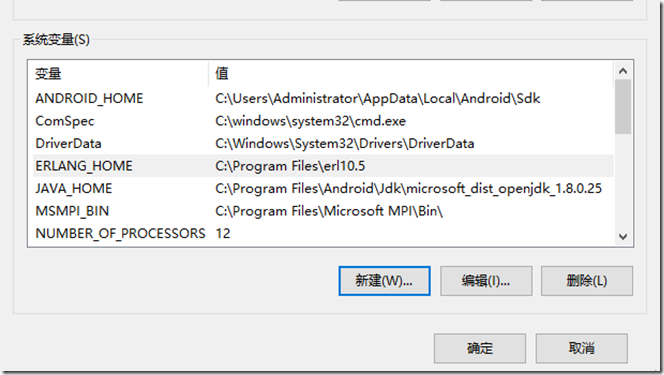 系统变量(S)
变量 值
ANDROID_HOME C:\Users\Administrator\AppData\Local\Android\Sdk
ComSpec C:\windows\system32\cmd.exe
DriverData C:\Windows\System32\Drivers\DriverData
ERLANG_HOME C:\Program Files\erl10.5
JAVA_HOME C:\Program Files\Android\Jdk\microsoft_dist_openjdk_1.8.0.25
MSMPI_BIN C:\Program Files\Microsoft MPI\Bin\
NUMBER_OF_PROCESSORS 12
新建(W)... 编辑(I)... 删除(L)
确定 取消